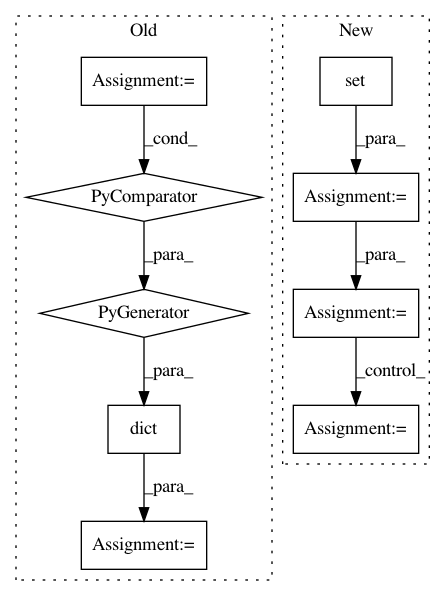 Old
Assignment:=
_cond_
PyComparator
_para_
PyGenerator
_para_
dict
_para_
Assignment:=
New
set
_para_
Assignment:=
_para_
Assignment:=
_control_
Assignment:=